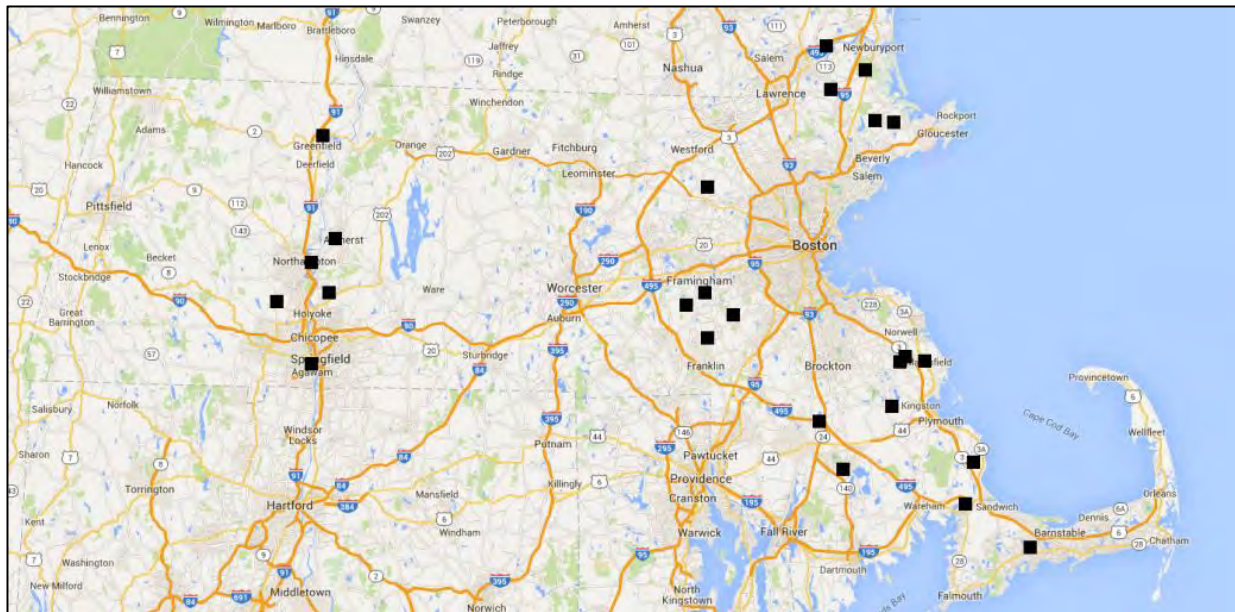 Bennington
Wilmington
Marlboro
Brattleboro
Swanzey
Peterborough
Amherst
Jaffrey
Rindge
Hinsdale
Nashua
Salem
Newburyport
Williamstown
Winchendon
Lawrence
Adams
Greenfield
Deerfield
Orange
Gardner
Fitchburg
Westford
Rockport
Gloucester
Hancock
Leominster
Beverly
Salem
Pittsfield
Lenox
Becket
Boston
Stockbridge
Ware
Worcester
Framingham
Great
Barrington
Holyoke
Auburn
Norwell
Chicopee
Springfield
Agawam
Sturbridge
Franklin
Brockton
Provincetown
Salisbury
Norfolk
Kingston
Plymouth
Cape Cod Bay
Wellfleet
Windsor
Locks
Putnam
Pawtucket
Sharon
Torrington
Mansfield
Killingly
Providence
Cranston
Hartford
Windham
Warwick
Fall River
Wareham
Sandwich
Orleans
Dennis
Barnstable
Chatham
Kent
Washington
New Milford
Middletown
Norwich
North
Kingstown
Dartmouth
Falmouth